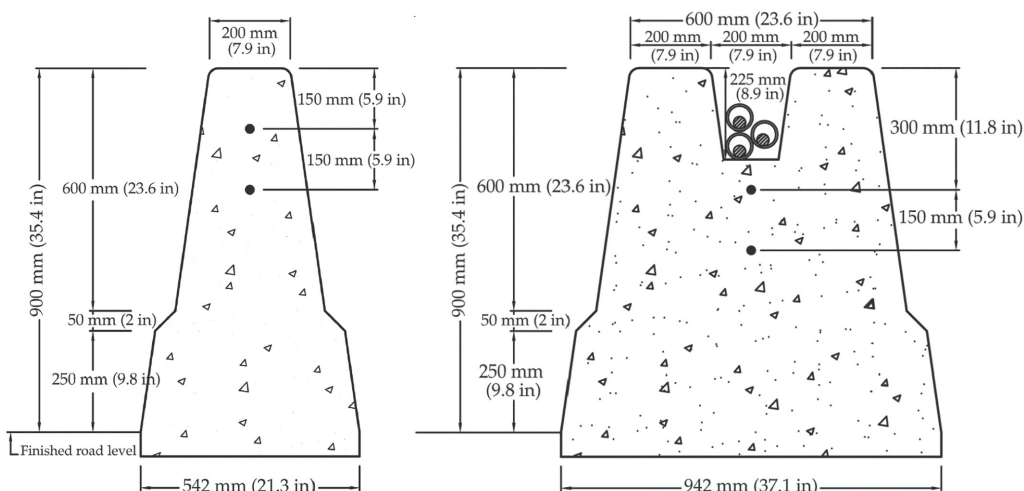 200 mm
(7.9 in)
150 mm (5.9 in)
150 mm (5.9 in)
600 mm (23.6 in)
900 mm (35.4 in)
50 mm (2 in)
250 mm (9.8 in)
Finished road level
542 mm (21.3 in)
600 mm (23.6 in)
200 mm
(7.9 in)
200 mm
(7.9 in)
200 mm
(7.9 in)
225 mm
(8.9 in)
300 mm (11.8 in)
600 mm (23.6 in)
150 mm (5.9 in)
900 mm (35.4 in)
50 mm (2 in)
250 mm
(9.8 in)
942 mm (37.1 in)